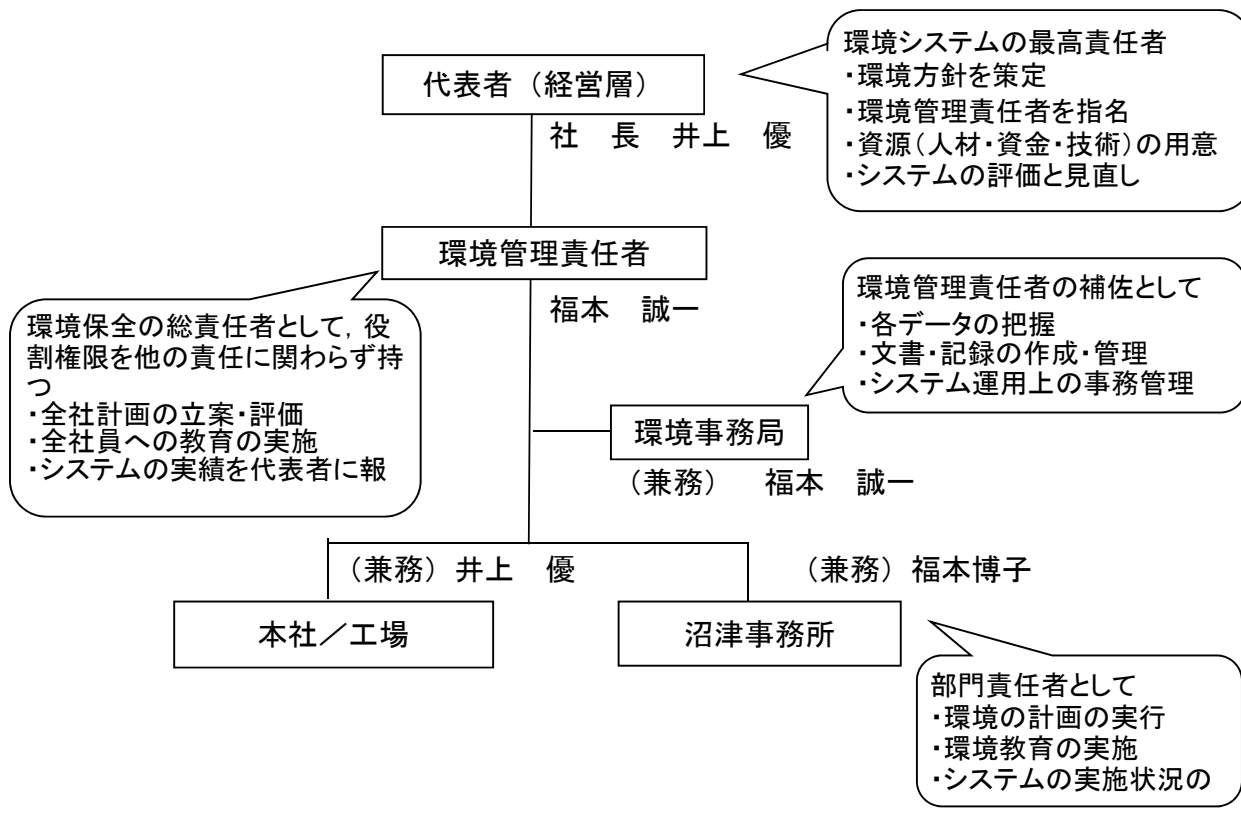 環境システムの最高責任者
・環境方針を策定
・環境管理責任者を指名
・資源（人材・資金・技術）の用意
・システムの評価と見直し
代表者（経営層）
社　長　井上　優
環境管理責任者
福本　誠一
環境保全の総責任者として，役
割権限を他の責任に関わらず持
つ
・全社計画の立案・評価
・全社員への教育の実施
・システムの実績を代表者に報
環境管理責任者の補佐として
・各データの把握
・文書・記録の作成・管理
・システム運用上の事務管理
環境事務局
（兼務）　福本　誠一
（兼務）井上　優
（兼務）福本博子
本社／工場
沼津事務所
部門責任者として
・環境の計画の実行
・環境教育の実施
・システムの実施状況の